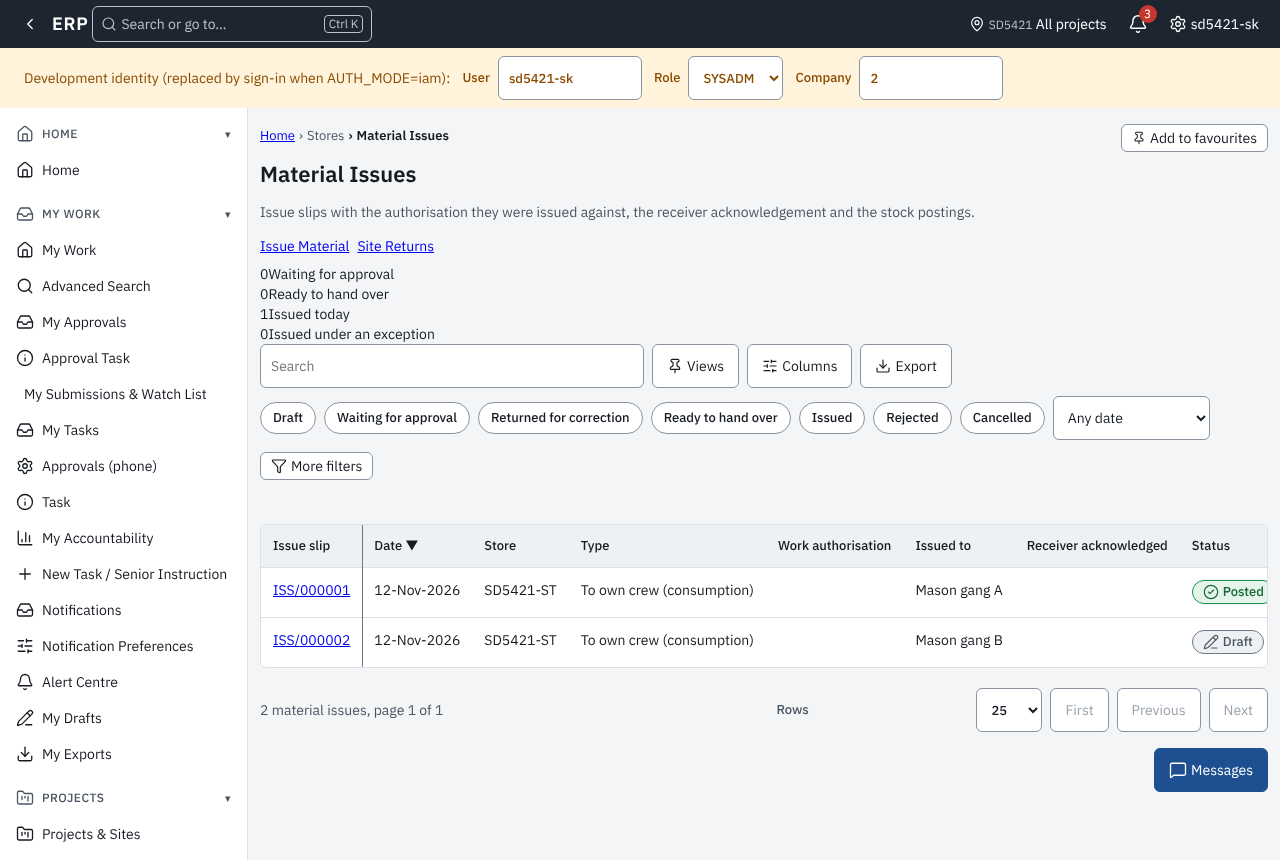 ERP Search or go to... Ctrl K SD5421 All projects 3 sd5421-sk
Development identity (replaced by sign-in when AUTH_MODE=iam): User sd5421-sk Role SYSADM Company 2
HOME
Home
MY WORK
My Work
Advanced Search
My Approvals
Approval Task
My Submissions & Watch List
My Tasks
Approvals (phone)
Task
My Accountability
New Task / Senior Instruction
Notifications
Notification Preferences
Alert Centre
My Drafts
My Exports
PROJECTS
Projects & Sites
Home › Stores › Material Issues
Add to favourites
Material Issues
Issue slips with the authorisation they were issued against, the receiver acknowledgement and the stock postings.
Issue Material Site Returns
0Waiting for approval
0Ready to hand over
1Issued today
0Issued under an exception
Search Views Columns Export
Draft Waiting for approval Returned for correction Ready to hand over Issued Rejected Cancelled Any date
More filters
Issue slip Date ▼ Store Type Work authorisation Issued to Receiver acknowledged Status
ISS/000001 12-Nov-2026 SD5421-ST To own crew (consumption) Mason gang A Posted
ISS/000002 12-Nov-2026 SD5421-ST To own crew (consumption) Mason gang B Draft
2 material issues, page 1 of 1 Rows 25 First Previous Next
Messages